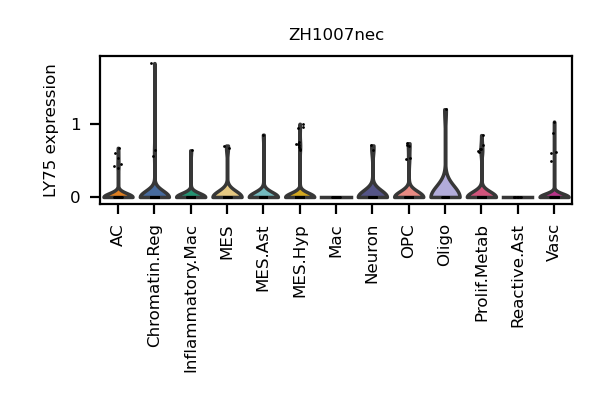 ZH1007nec
LY75 expression
1
0
AC
Chromatin.Reg
Inflammatory.Mac
MES
MES.Ast
MES.Hyp
Mac
Neuron
OPC
Oligo
Prolif.Metab
Reactive.Ast
Vasc